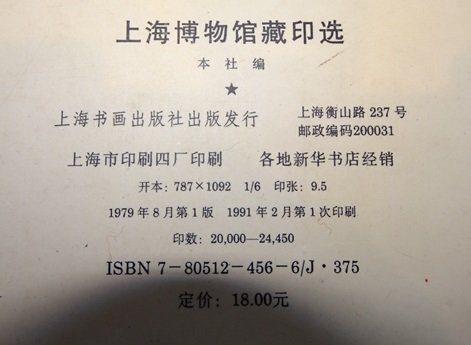 上海博物馆藏印选
本社编
★
上海书画出版社出版发行
上海衡山路237号
邮政编码200031
上海市印刷四厂印刷 各地新华书店经销
开本：787×1092 1/6 印张：9.5
1979年8月第1版 1991年2月第1次印刷
印数：20,000—24,450
ISBN 7－80512－456－6/J·375
定价：18.00元